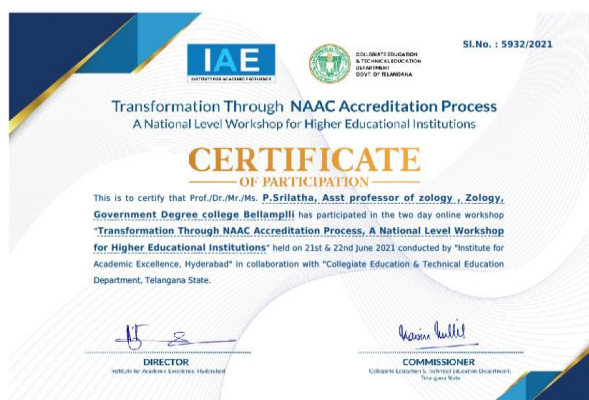 Sl.No. : 5932/2021
IAE
INSTITUTE FOR ACADEMIC EXCELLENCE
COLLEGIATE EDUCATION
& TECHNICAL EDUCATION
DEPARTMENT
GOVT. OF TELANGANA
Transformation Through NAAC Accreditation Process
A National Level Workshop for Higher Educational Institutions
CERTIFICATE
OF PARTICIPATION
This is to certify that Prof./Dr./Mr./Ms. P.Srilatha, Asst professor of zology , Zology,
Government Degree college Bellamplli has participated in the two day online workshop
"Transformation Through NAAC Accreditation Process, A National Level Workshop
for Higher Educational Institutions" held on 21st & 22nd June 2021 conducted by "Institute for
Academic Excellence, Hyderabad" in collaboration with "Collegiate Education & Technical Education
Department, Telangana State.
DIRECTOR
Institute for Academic Excellence, Hyderabad
COMMISSIONER
Collegiate Education & Technical Education Department,
Telangana State